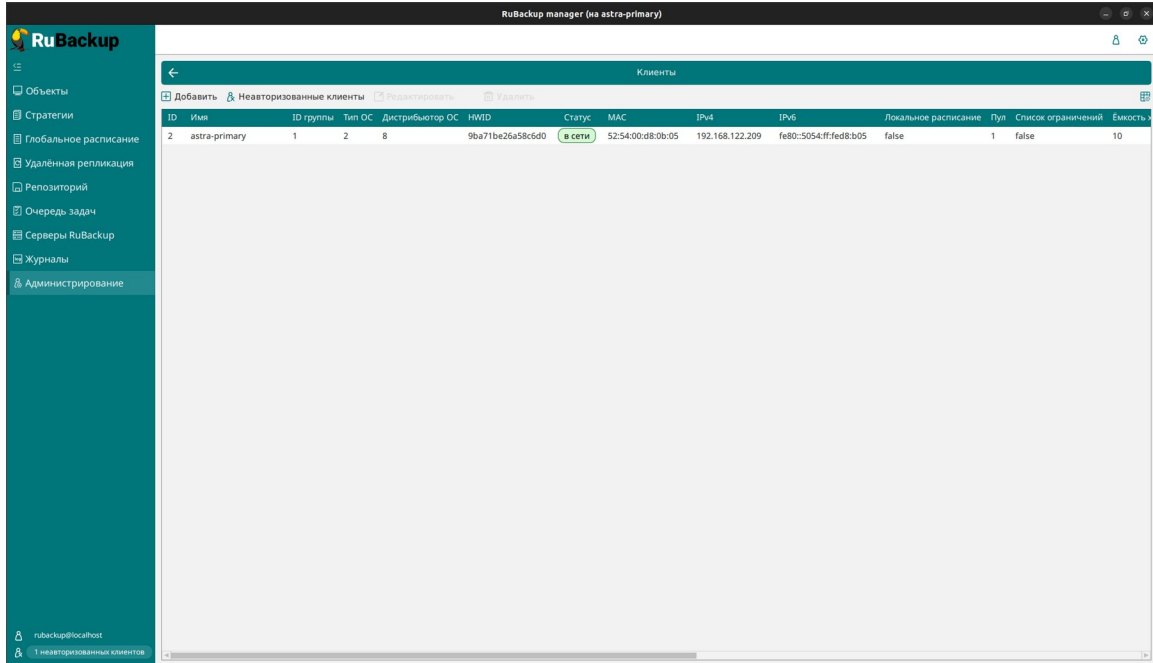 RuBackup manager (на astra-primary)
RuBackup
Объекты
Стратегии
Глобальное расписание
Удалённая репликация
Репозиторий
Очередь задач
Серверы RuBackup
Журналы
Администрирование
Клиенты
Добавить Неавторизованные клиенты Редактировать Удалить
ID Имя ID группы Тип ОС Дистрибьютор ОС HWID Статус MAC IPv4 IPv6 Локальное расписание Пул Список ограничений Ёмкость х
2 astra-primary 1 2 8 9ba71be26a58c6d0 в сети 52:54:00:d8:0b:05 192.168.122.209 fe80::5054:ff:fed8:b05 false 1 false 10
rubackup@localhost
1 неавторизованных клиентов